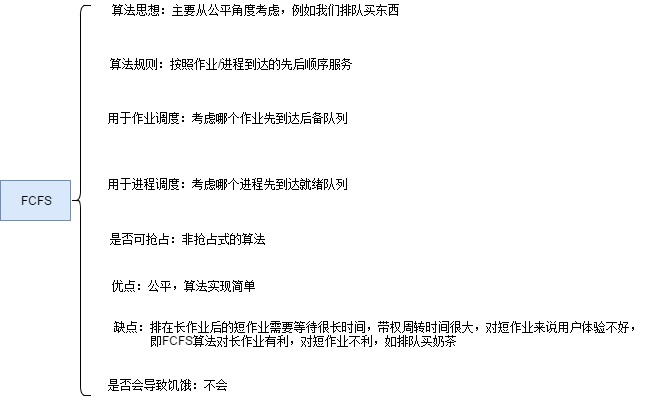 算法思想：主要从公平角度考虑，例如我们排队买东西
算法规则：按照作业/进程到达的先后顺序服务
用于作业调度：考虑哪个作业先到达后备队列
用于进程调度：考虑哪个进程先到达就绪队列
FCFS
是否可抢占：非抢占式的算法
优点：公平，算法实现简单
缺点：排在长作业后的短作业需要等待很长时间，带权周转时间很大，对短作业来说用户体验不好，
即FCFS算法对长作业有利，对短作业不利，如排队买奶茶
是否会导致饥饿：不会